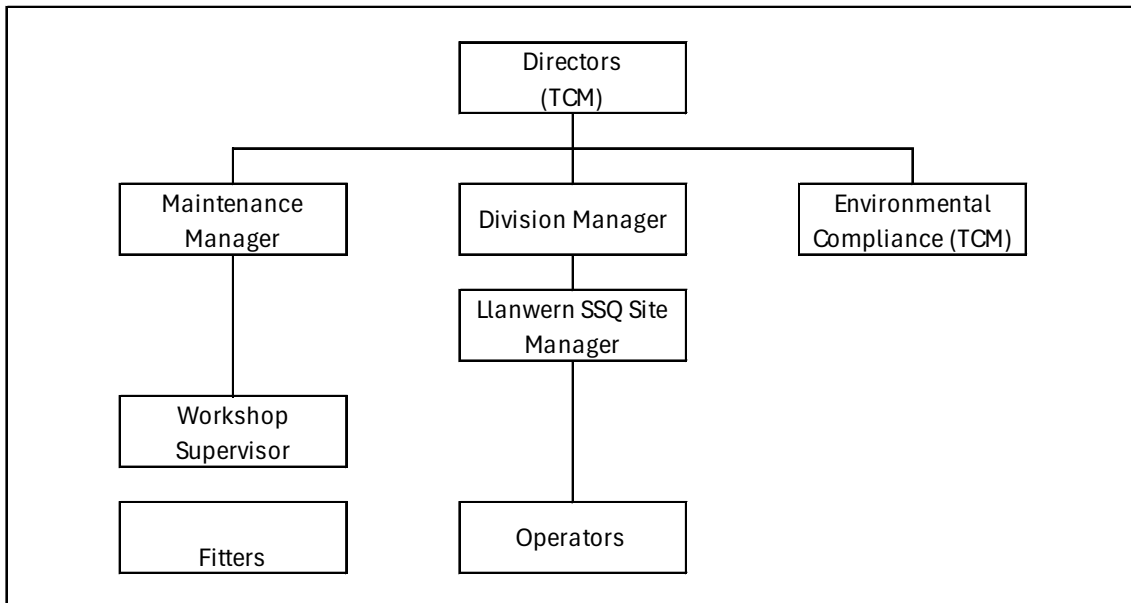 Directors
(TCM)
Maintenance
Manager
Division Manager
Environmental
Compliance (TCM)
Llanwern SSQ Site
Manager
Workshop
Supervisor
Fitters
Operators